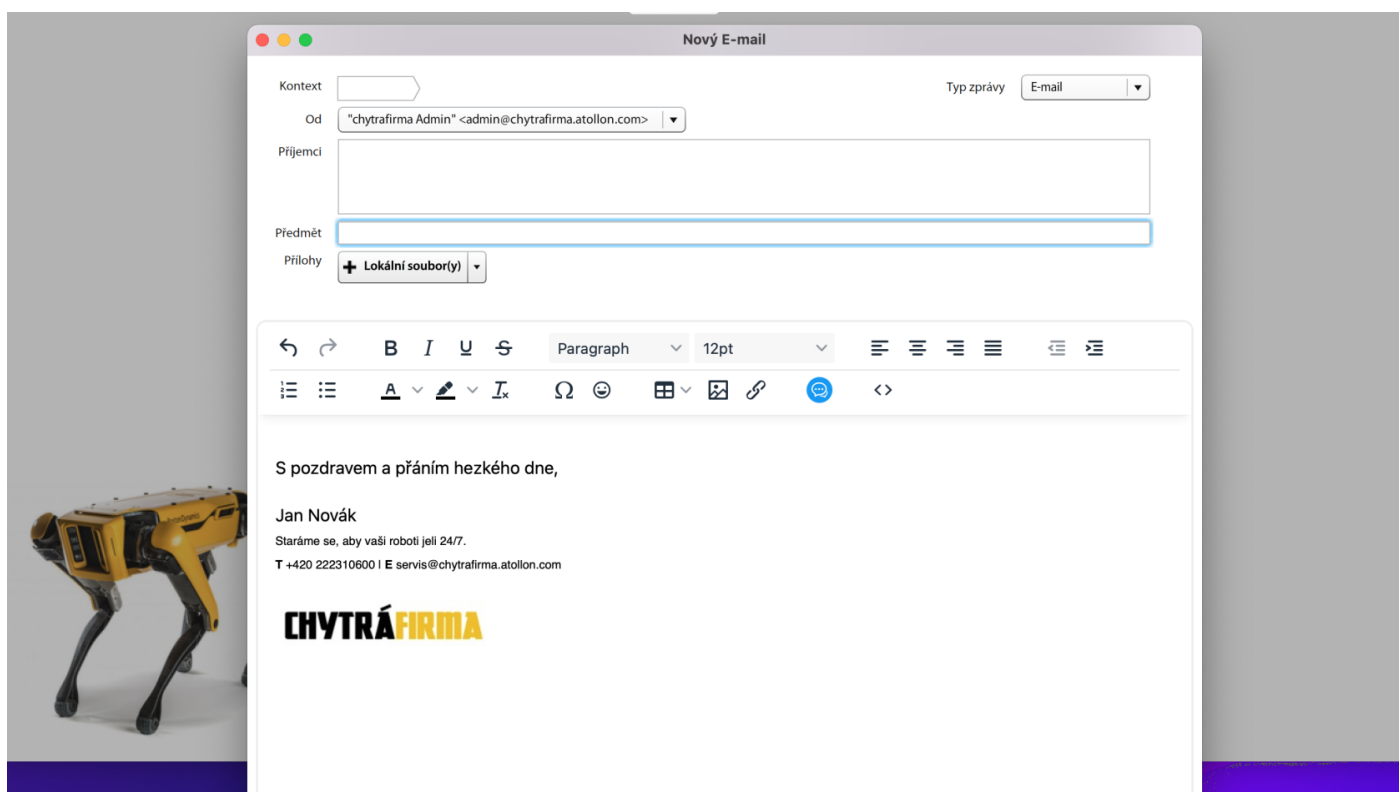 Nový E-mail
Kontext
Typ zprávy E-mail
Od "chytrafirma Admin" <admin@chytrafirma.atollon.com>
Příjemci
Předmět
Přílohy Lokální soubor(y)
B I U S Paragraph 12pt
A Ix Ω
S pozdravem a přáním hezkého dne,
Jan Novák
Staráme se, aby vaši roboti jeli 24/7.
T +420 222310600 | E servis@chytrafirma.atollon.com
CHYTRÁFIRMA